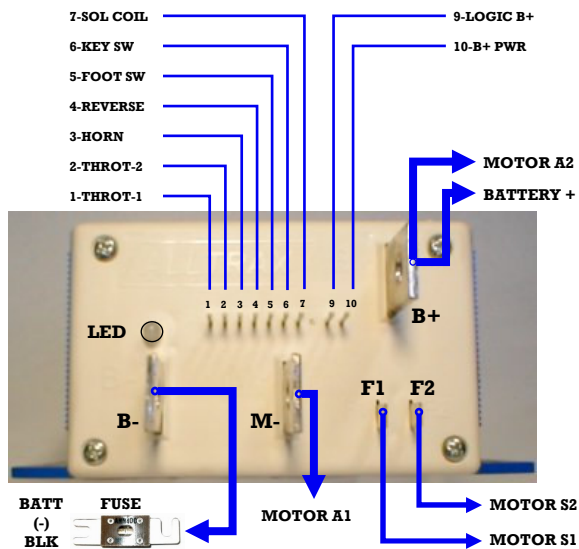 7-SOL COIL
9-LOGIC B+
6-KEY SW
10-B+ PWR
5-FOOT SW
4-REVERSE
3-HORN
2-THROT-2
MOTOR A2
1-THROT-1
BATTERY +
1 2 3 4 5 6 7 9 10
B+
LED
F1 F2
B- M-
BATT
(-)
BLK
FUSE
MOTOR A1
MOTOR S2
MOTOR S1